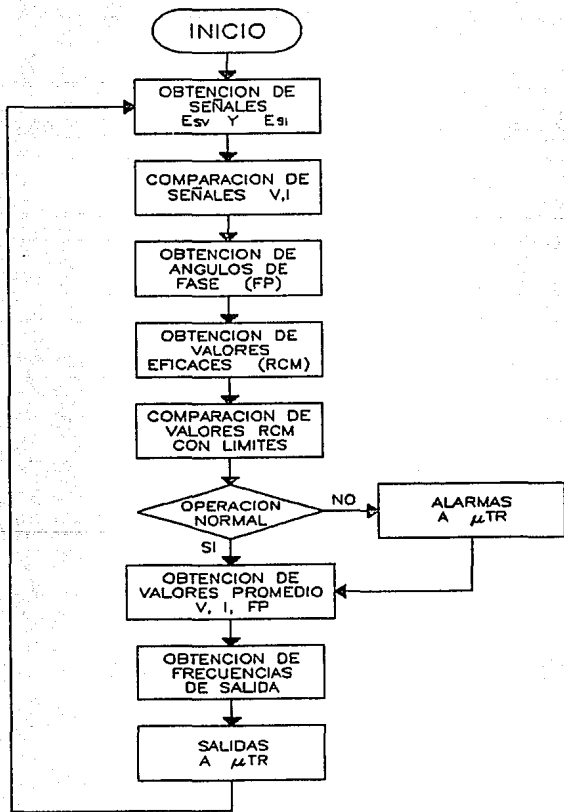 INICIO
OBTENCION DE
SEÑALES
Esv Y Esi
COMPARACION DE
SEÑALES V,I
OBTENCION DE
ANGULOS DE
FASE (FP)
OBTENCION DE
VALORES
EFICACES (RCM)
COMPARACION DE
VALORES RCM
CON LIMITES
OPERACION
NORMAL
NO
ALARMAS
A μTR
SI
OBTENCION DE
VALORES PROMEDIO
V, I, FP
OBTENCION DE
FRECUENCIAS
DE SALIDA
SALIDAS
A μTR